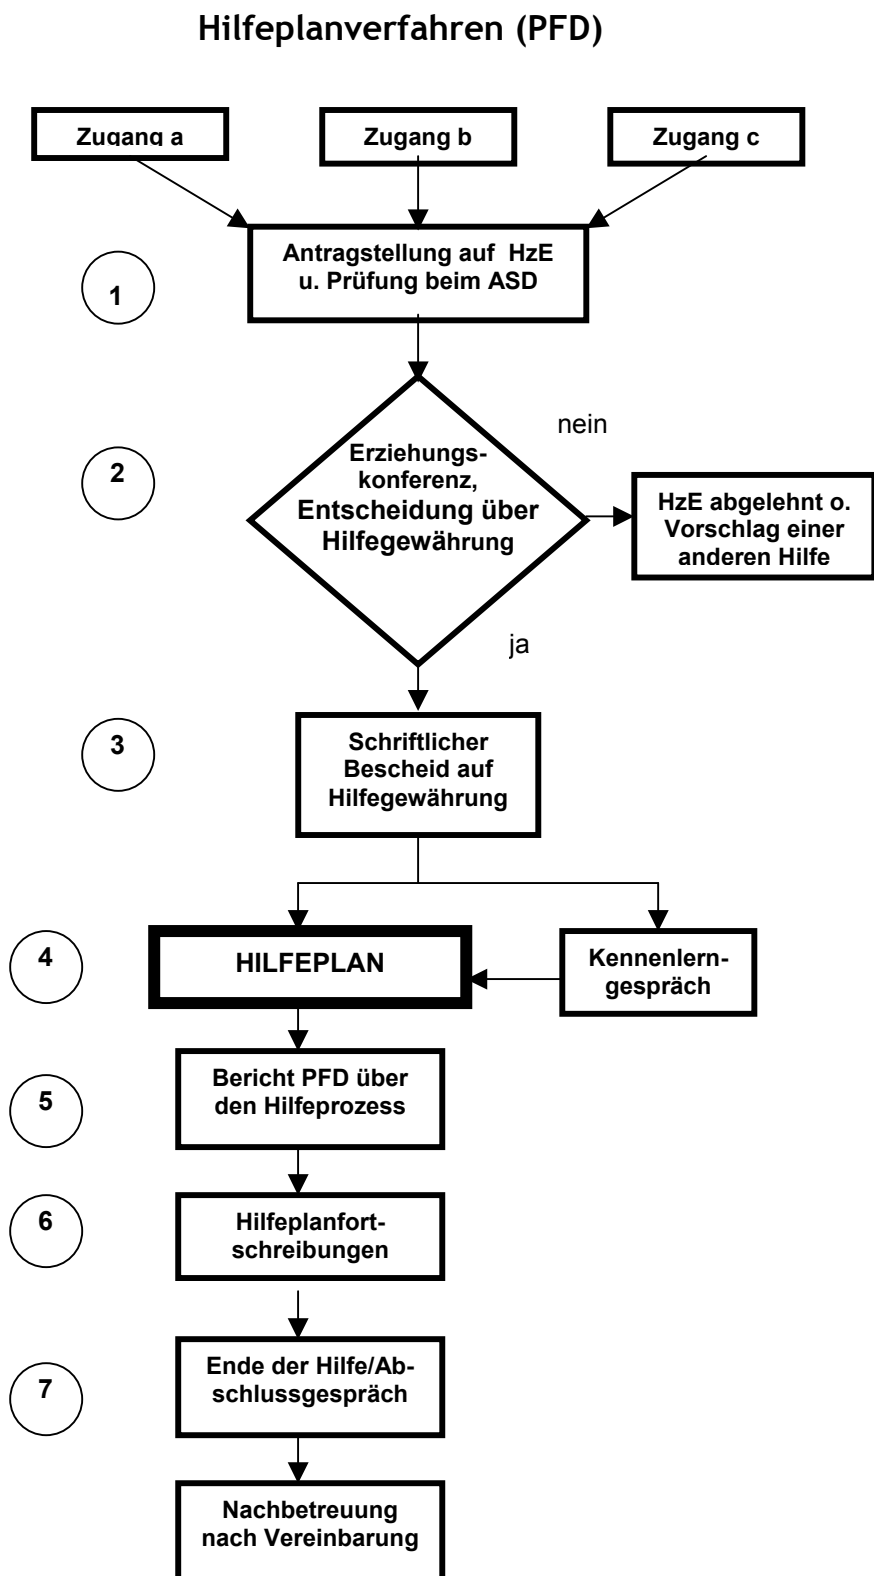 Hilfeplanverfahren (PFD)
Zugang a
Zugang b
Zugang c
1
Antragstellung auf HzE
u. Prüfung beim ASD
2
Erziehungs-
konferenz,
Entscheidung über
Hilfegewährung
nein
HzE abgelehnt o.
Vorschlag einer
anderen Hilfe
ja
3
Schriftlicher
Bescheid auf
Hilfegewährung
4
HILFEPLAN
Kennenlern-
gespräch
5
Bericht PFD über
den Hilfeprozess
6
Hilfeplanfort-
schreibungen
7
Ende der Hilfe/Ab-
schlussgespräch
Nachbetreuung
nach Vereinbarung